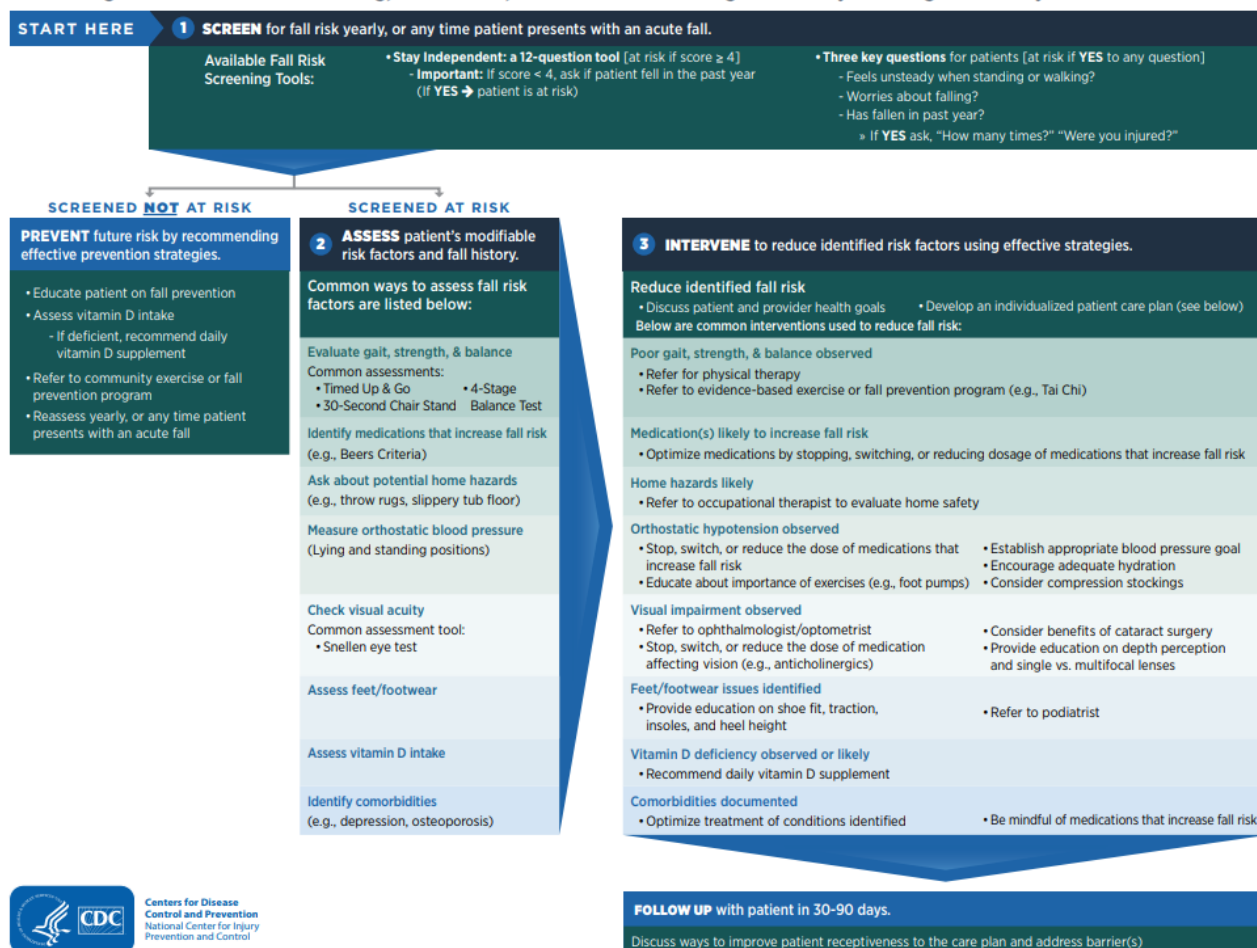 START HERE
1 SCREEN for fall risk yearly, or any time patient presents with an acute fall.
Available Fall Risk
Screening Tools:
• Stay Independent: a 12-question tool [at risk if score ≥ 4]
- Important: If score < 4, ask if patient fell in the past year
(If YES → patient is at risk)
• Three key questions for patients [at risk if YES to any question]
- Feels unsteady when standing or walking?
- Worries about falling?
- Has fallen in past year?
» If YES ask, “How many times?” “Were you injured?”
SCREENED NOT AT RISK
PREVENT future risk by recommending
effective prevention strategies.
• Educate patient on fall prevention
• Assess vitamin D intake
- If deficient, recommend daily
vitamin D supplement
• Refer to community exercise or fall
prevention program
• Reassess yearly, or any time patient
presents with an acute fall
SCREENED AT RISK
2 ASSESS patient's modifiable
risk factors and fall history.
Common ways to assess fall risk
factors are listed below:
Evaluate gait, strength, & balance
Common assessments:
• Timed Up & Go
• 30-Second Chair Stand
• 4-Stage
Balance Test
Identify medications that increase fall risk
(e.g., Beers Criteria)
Ask about potential home hazards
(e.g., throw rugs, slippery tub floor)
Measure orthostatic blood pressure
(Lying and standing positions)
Check visual acuity
Common assessment tool:
• Snellen eye test
Assess feet/footwear
Assess vitamin D intake
Identify comorbidities
(e.g., depression, osteoporosis)
3 INTERVENE to reduce identified risk factors using effective strategies.
Reduce identified fall risk
• Discuss patient and provider health goals
• Develop an individualized patient care plan (see below)
Below are common interventions used to reduce fall risk:
Poor gait, strength, & balance observed
• Refer for physical therapy
• Refer to evidence-based exercise or fall prevention program (e.g., Tai Chi)
Medication(s) likely to increase fall risk
• Optimize medications by stopping, switching, or reducing dosage of medications that increase fall risk
Home hazards likely
• Refer to occupational therapist to evaluate home safety
Orthostatic hypotension observed
• Stop, switch, or reduce the dose of medications that
increase fall risk
• Educate about importance of exercises (e.g., foot pumps)
• Establish appropriate blood pressure goal
• Encourage adequate hydration
• Consider compression stockings
Visual impairment observed
• Refer to ophthalmologist/optometrist
• Stop, switch, or reduce the dose of medication
affecting vision (e.g., anticholinergics)
• Consider benefits of cataract surgery
• Provide education on depth perception
and single vs. multifocal lenses
Feet/footwear issues identified
• Provide education on shoe fit, traction,
insoles, and heel height
• Refer to podiatrist
Vitamin D deficiency observed or likely
• Recommend daily vitamin D supplement
Comorbidities documented
• Optimize treatment of conditions identified
• Be mindful of medications that increase fall risk
FOLLOW UP with patient in 30-90 days.
Discuss ways to improve patient receptiveness to the care plan and address barrier(s)
CDC
Centers for Disease
Control and Prevention
National Center for Injury
Prevention and Control